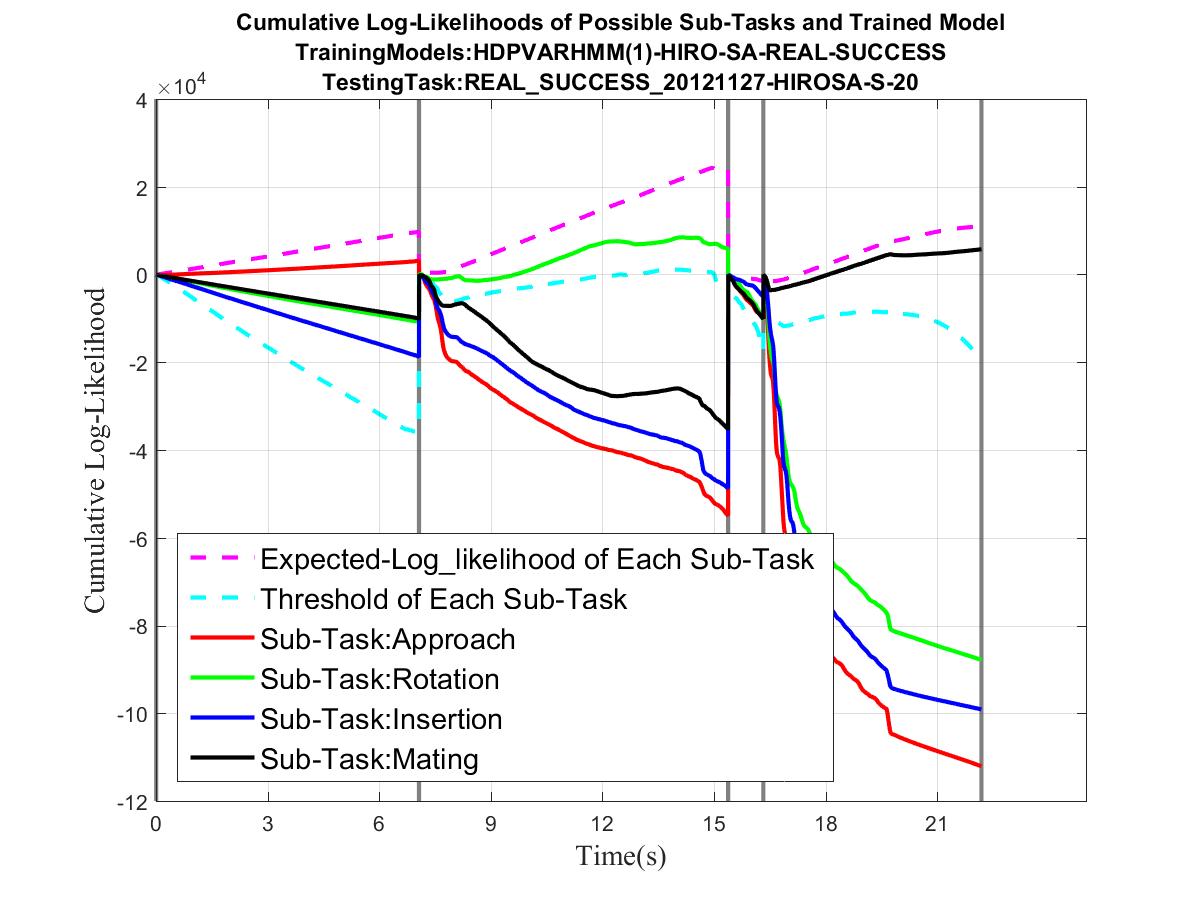 Cumulative Log-Likelihoods of Possible Sub-Tasks and Trained Model
TrainingModels:HDPVARHMM(1)-HIRO-SA-REAL-SUCCESS
TestingTask:REAL_SUCCESS_20121127-HIROSA-S-20
×10⁴
4
2
0
-2
-4
-6
-8
-10
-12
Cumulative Log-Likelihood
Expected-Log_likelihood of Each Sub-Task
Threshold of Each Sub-Task
Sub-Task:Approach
Sub-Task:Rotation
Sub-Task:Insertion
Sub-Task:Mating
0 3 6 9 12 15 18 21
Time(s)